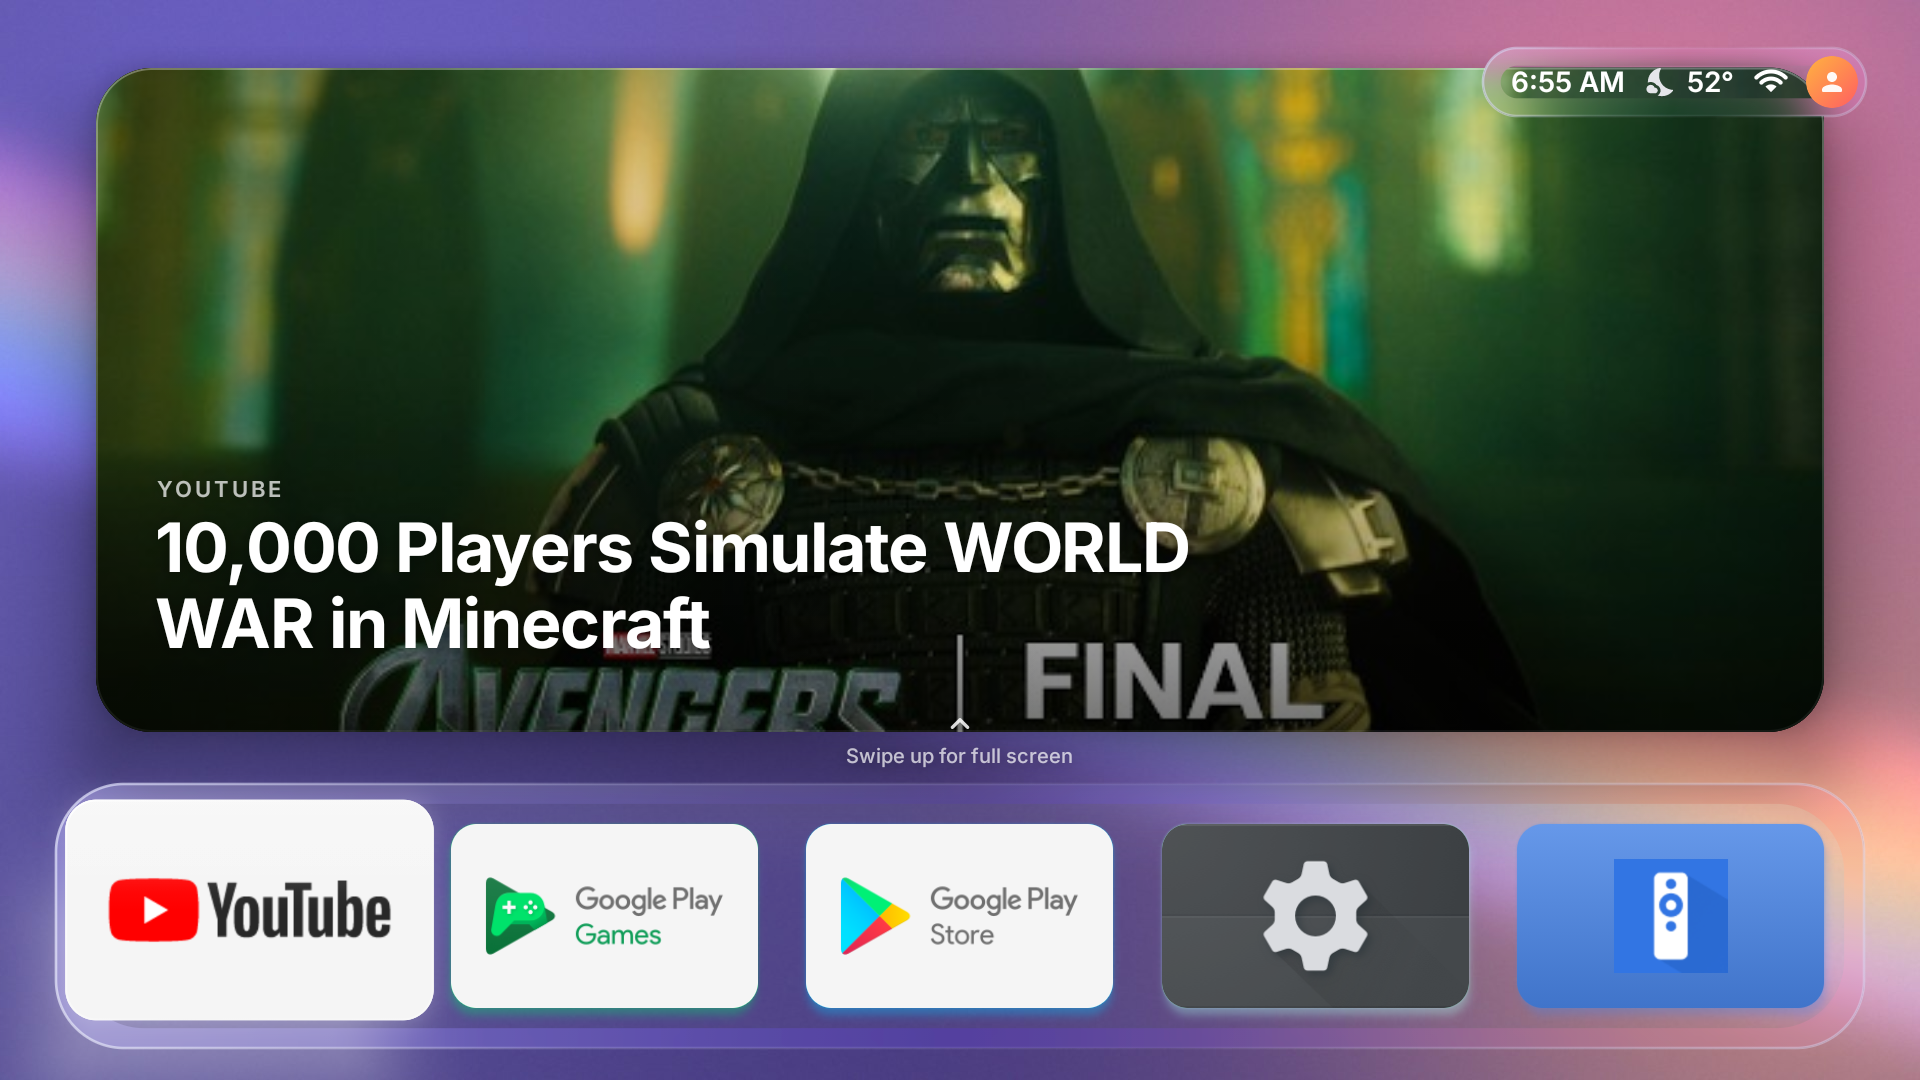 6:55 AM 52°
YOUTUBE
10,000 Players Simulate WORLD
WAR in Minecraft
AVENGERS | FINAL
Swipe up for full screen
YouTube
Google Play
Games
Google Play
Store